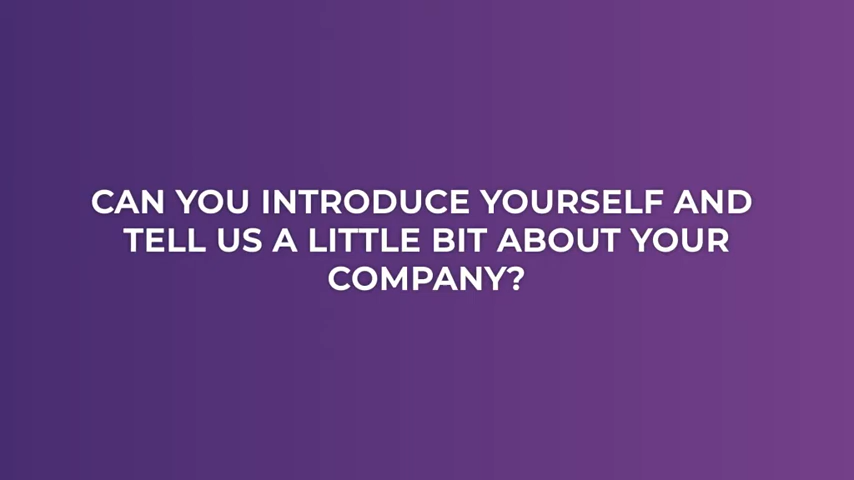 CAN YOU INTRODUCE YOURSELF AND
TELL US A LITTLE BIT ABOUT YOUR
COMPANY?